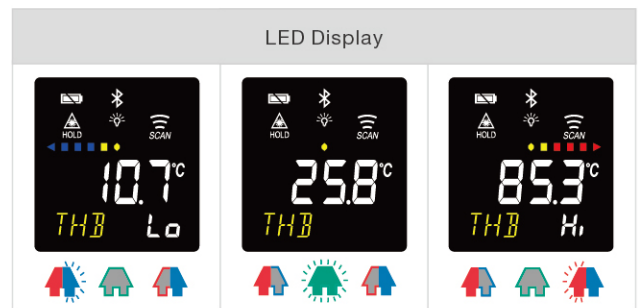 LED Display
HOLD
SCAN
10.7°C
THB Lo
HOLD
SCAN
25.8°C
THB
HOLD
SCAN
85.3°C
THB Hi